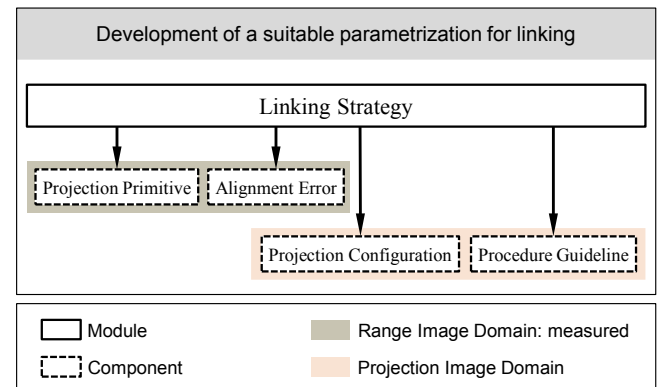 Development of a suitable parametrization for linking
Linking Strategy
Projection Primitive
Alignment Error
Projection Configuration
Procedure Guideline
Module
Range Image Domain: measured
Component
Projection Image Domain